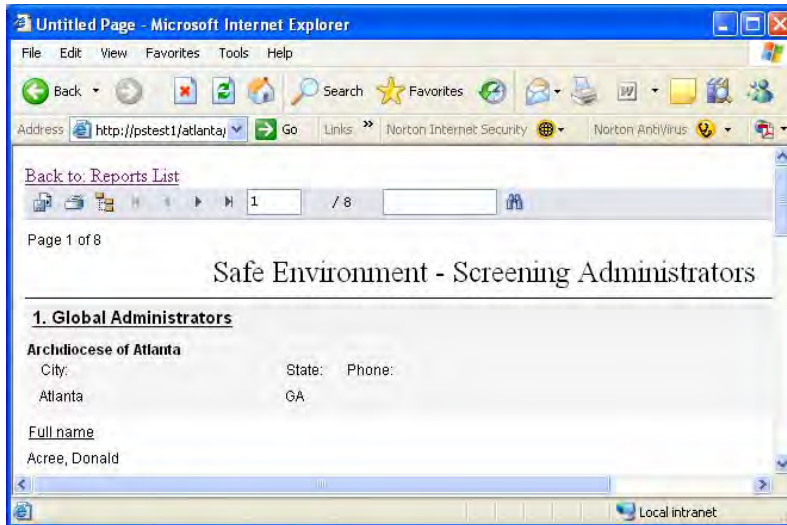 Untitled Page - Microsoft Internet Explorer
File Edit View Favorites Tools Help
Back Search Favorites
Address http://pstest1/atlanta/ Go Links » Norton Internet Security Norton AntiVirus
Back to: Reports List
1 / 8
Page 1 of 8
Safe Environment - Screening Administrators
1. Global Administrators
Archdiocese of Atlanta
City: State: Phone:
Atlanta GA
Full name
Acree, Donald
Local intranet